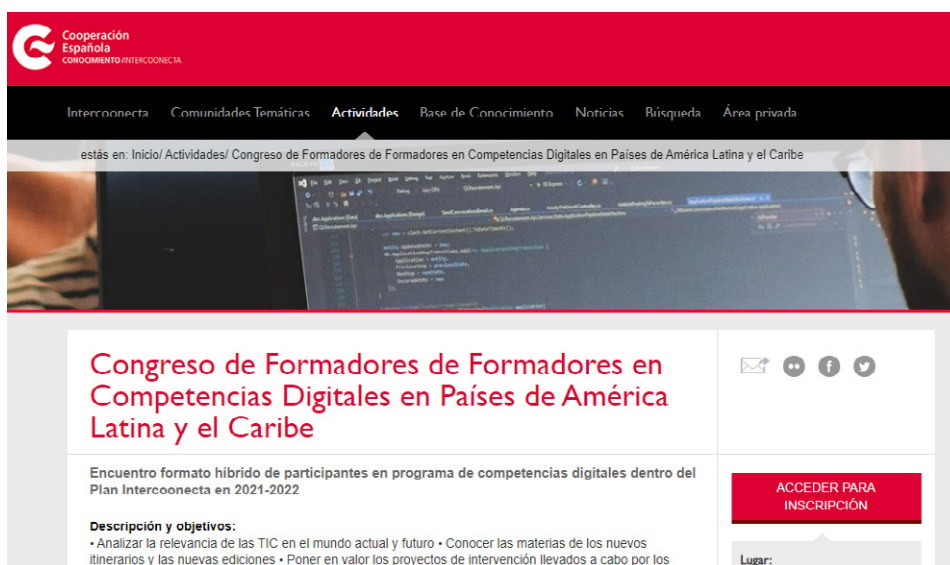 Cooperación
Española
CONOCIMIENTO/INTERCOONECTA
Intercoonecta Comunidades Temáticas Actividades Base de Conocimiento Noticias Búsqueda Área privada
estás en: Inicio/ Actividades/ Congreso de Formadores de Formadores en Competencias Digitales en Países de América Latina y el Caribe
Congreso de Formadores de Formadores en
Competencias Digitales en Países de América
Latina y el Caribe
Encuentro formato híbrido de participantes en programa de competencias digitales dentro del
Plan Intercoonecta en 2021-2022
ACCEDER PARA
INSCRIPCIÓN
Descripción y objetivos:
• Analizar la relevancia de las TIC en el mundo actual y futuro • Conocer las materias de los nuevos
itinerarios y las nuevas ediciones • Poner en valor los proyectos de intervención llevados a cabo por los
Lugar: